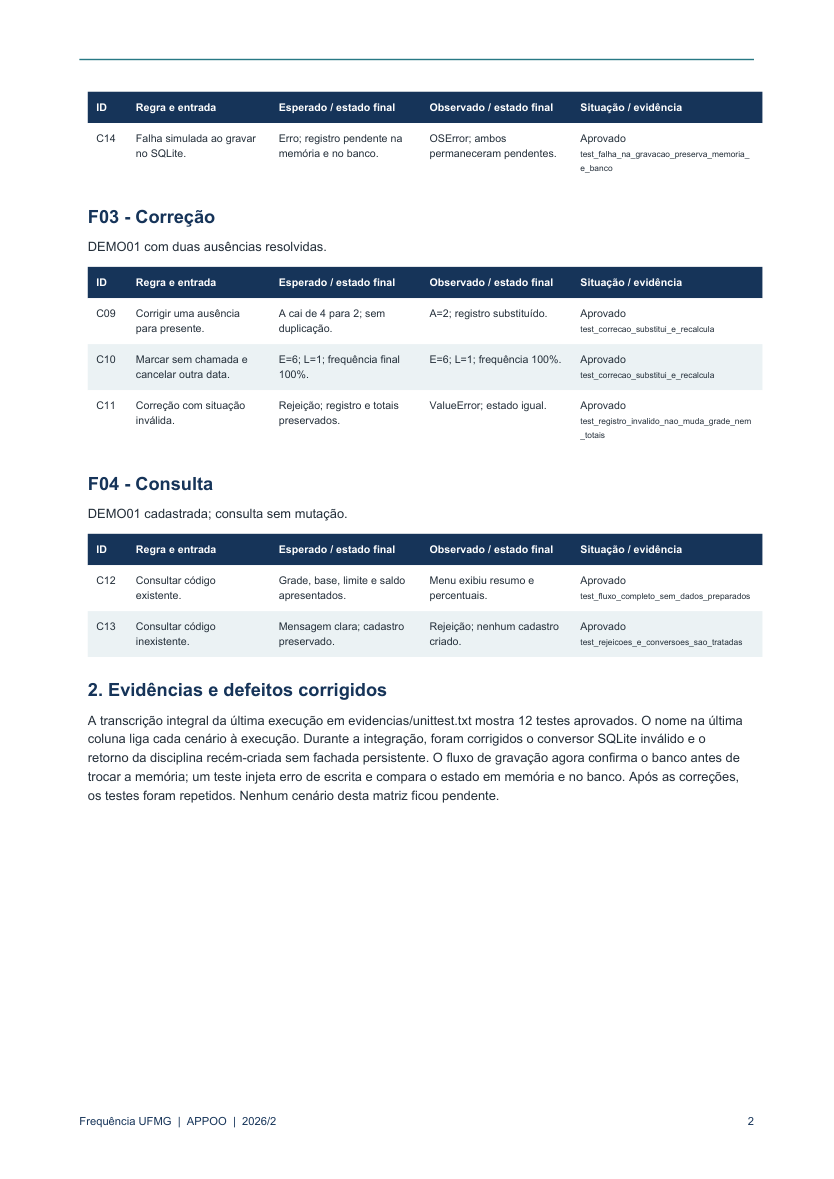 ID Regra e entrada Esperado / estado final Observado / estado final Situação / evidência
C14 Falha simulada ao gravar Erro; registro pendente na OSError; ambos Aprovado
no SQLite. memória e no banco. permaneceram pendentes. test_falha_na_gravacao_preserva_memoria_
e_banco
F03 - Correção
DEMO01 com duas ausências resolvidas.
ID Regra e entrada Esperado / estado final Observado / estado final Situação / evidência
C09 Corrigir uma ausência A cai de 4 para 2; sem A=2; registro substituído. Aprovado
para presente. duplicação. test_correcao_substitui_e_recalcula
C10 Marcar sem chamada e E=6; L=1; frequência final E=6; L=1; frequência 100%. Aprovado
cancelar outra data. 100%. test_correcao_substitui_e_recalcula
C11 Correção com situação Rejeição; registro e totais ValueError; estado igual. Aprovado
inválida. preservados. test_registro_invalido_nao_muda_grade_nem
_totais
F04 - Consulta
DEMO01 cadastrada; consulta sem mutação.
ID Regra e entrada Esperado / estado final Observado / estado final Situação / evidência
C12 Consultar código Grade, base, limite e saldo Menu exibiu resumo e Aprovado
existente. apresentados. percentuais. test_fluxo_completo_sem_dados_preparados
C13 Consultar código Mensagem clara; cadastro Rejeição; nenhum cadastro Aprovado
inexistente. preservado. criado. test_rejeicoes_e_conversoes_sao_tratadas
2. Evidências e defeitos corrigidos
A transcrição integral da última execução em evidencias/unittest.txt mostra 12 testes aprovados. O nome na última
coluna liga cada cenário à execução. Durante a integração, foram corrigidos o conversor SQLite inválido e o
retorno da disciplina recém-criada sem fachada persistente. O fluxo de gravação agora confirma o banco antes de
trocar a memória; um teste injeta erro de escrita e compara o estado em memória e no banco. Após as correções,
os testes foram repetidos. Nenhum cenário desta matriz ficou pendente.
Frequência UFMG | APPOO | 2026/2 2